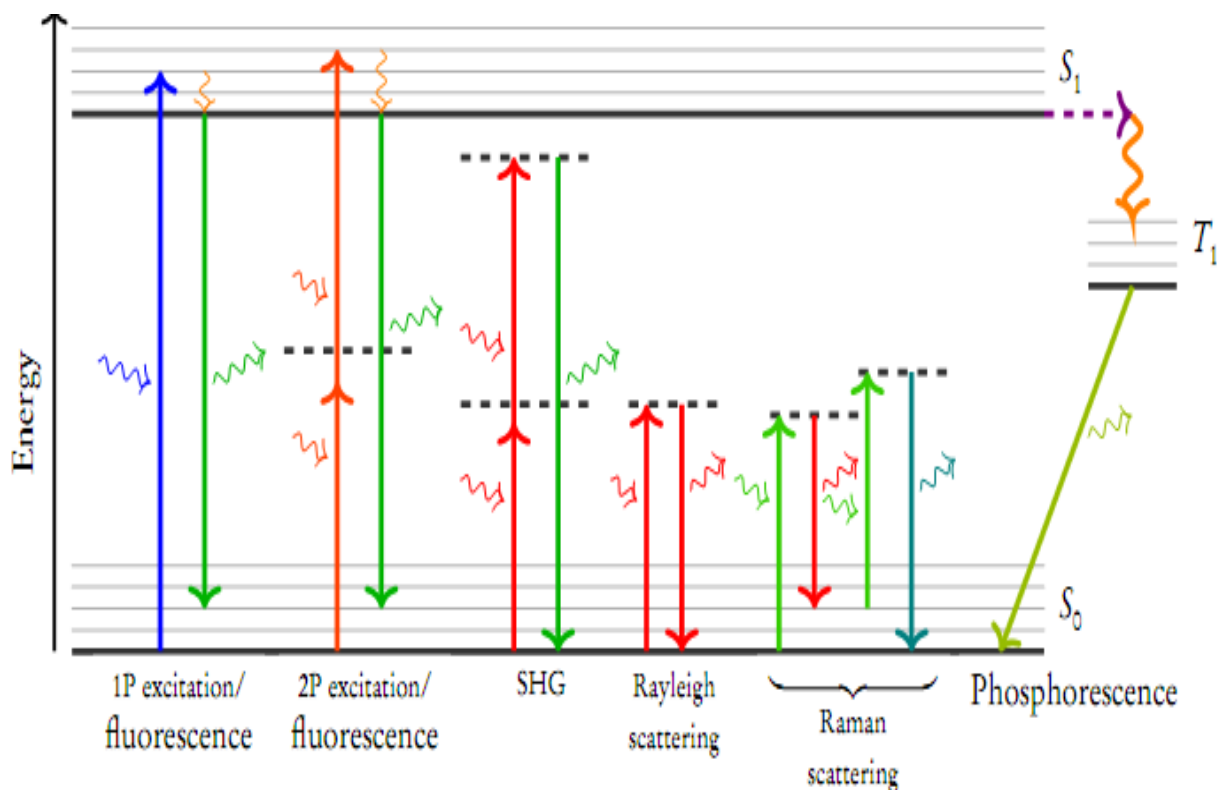 Energy
S₁
T₁
S₀
1P excitation/
fluorescence
2P excitation/
fluorescence
SHG
Rayleigh
scattering
Raman
scattering
Phosphorescence